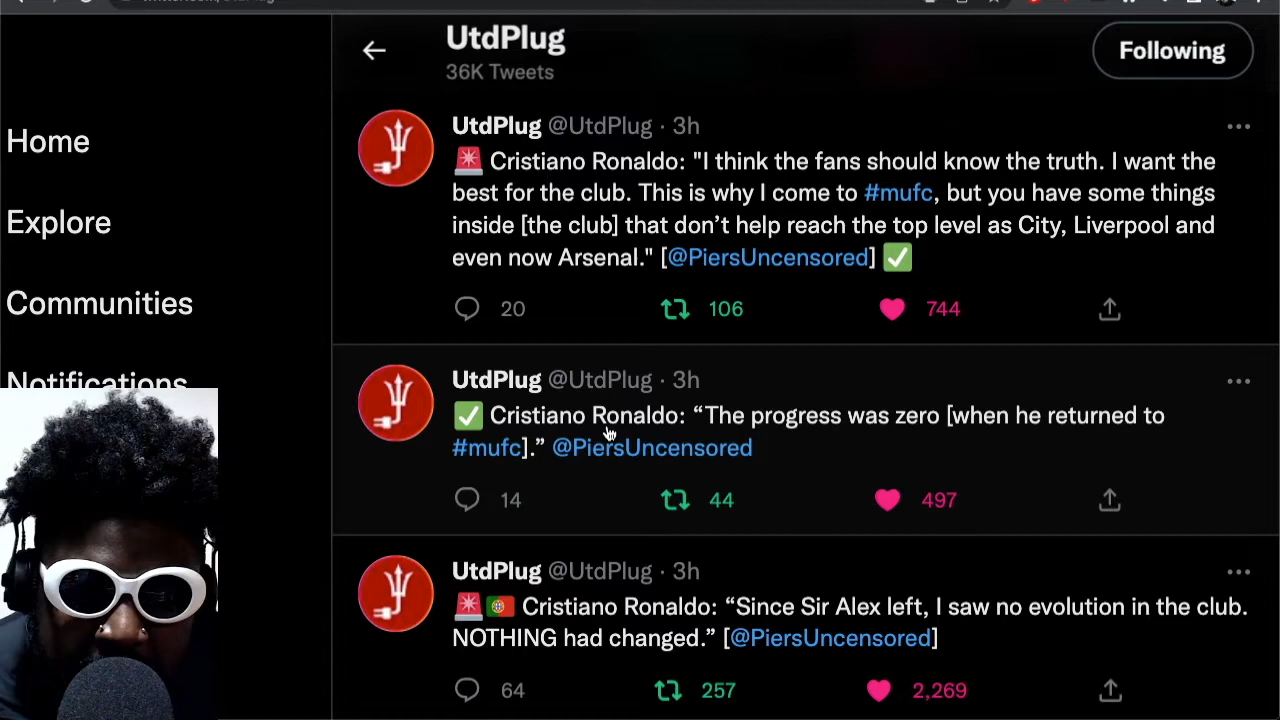 UtdPlug
36K Tweets
Following
Home
Explore
Communities
Notifications
UtdPlug @UtdPlug · 3h
🚨 Cristiano Ronaldo: "I think the fans should know the truth. I want the
best for the club. This is why I come to #mufc, but you have some things
inside [the club] that don’t help reach the top level as City, Liverpool and
even now Arsenal." [@PiersUncensored] ✅
20 106 744
UtdPlug @UtdPlug · 3h
✅ Cristiano Ronaldo: “The progress was zero [when he returned to
#mufc].” @PiersUncensored
14 44 497
UtdPlug @UtdPlug · 3h
🚨🇵🇹 Cristiano Ronaldo: “Since Sir Alex left, I saw no evolution in the club.
NOTHING had changed.” [@PiersUncensored]
64 257 2,269